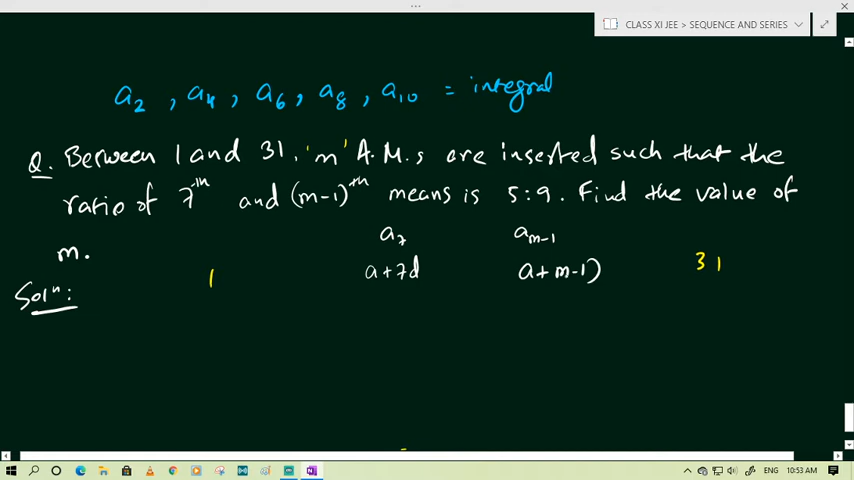 CLASS XI JEE > SEQUENCE AND SERIES
a₂ , a₄ , a₆ , a₈ , a₁₀ = integral
Q. Between 1 and 31, 'm' A.M.s are inserted such that the
ratio of 7ᵗʰ and (m-1)ᵗʰ means is 5:9. Find the value of
m.
a₇ aₘ₋₁
1 a+7d a+m-1) 31
Solⁿ:
ENG 10:53 AM